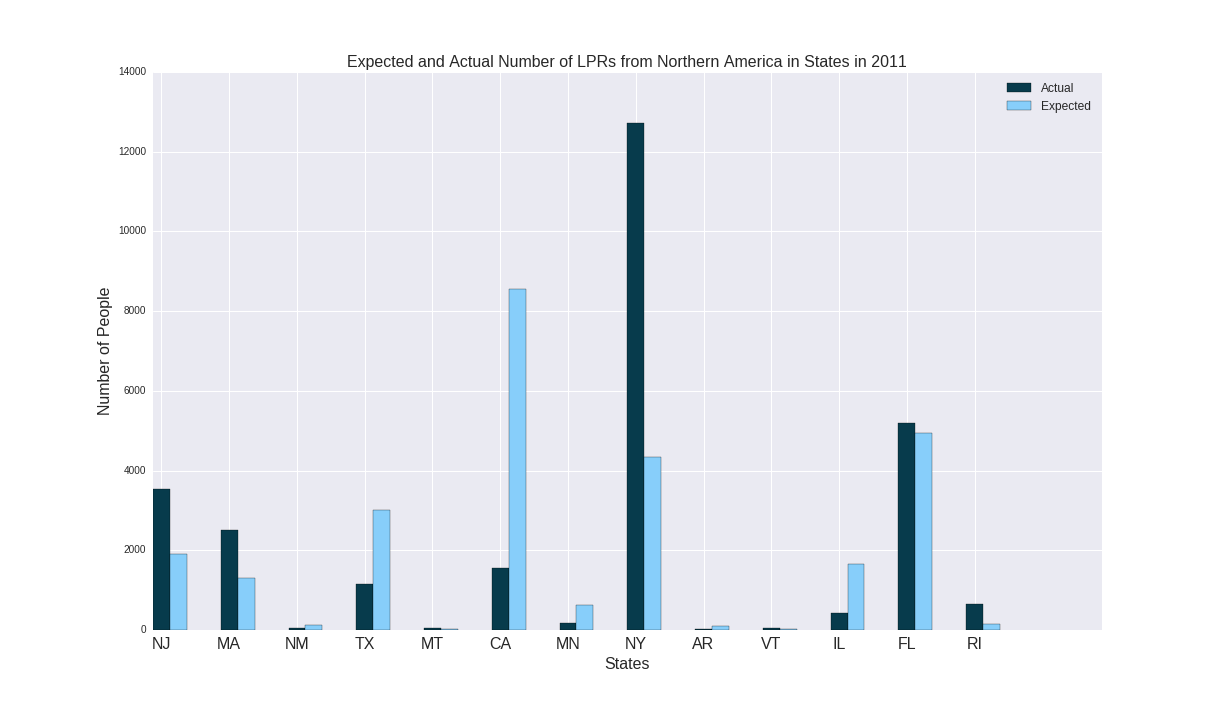 Expected and Actual Number of LPRs from Northern America in States in 2011
14000
12000
10000
8000
6000
4000
2000
0
Number of People
Actual
Expected
NJ MA NM TX MT CA MN NY AR VT IL FL RI
States